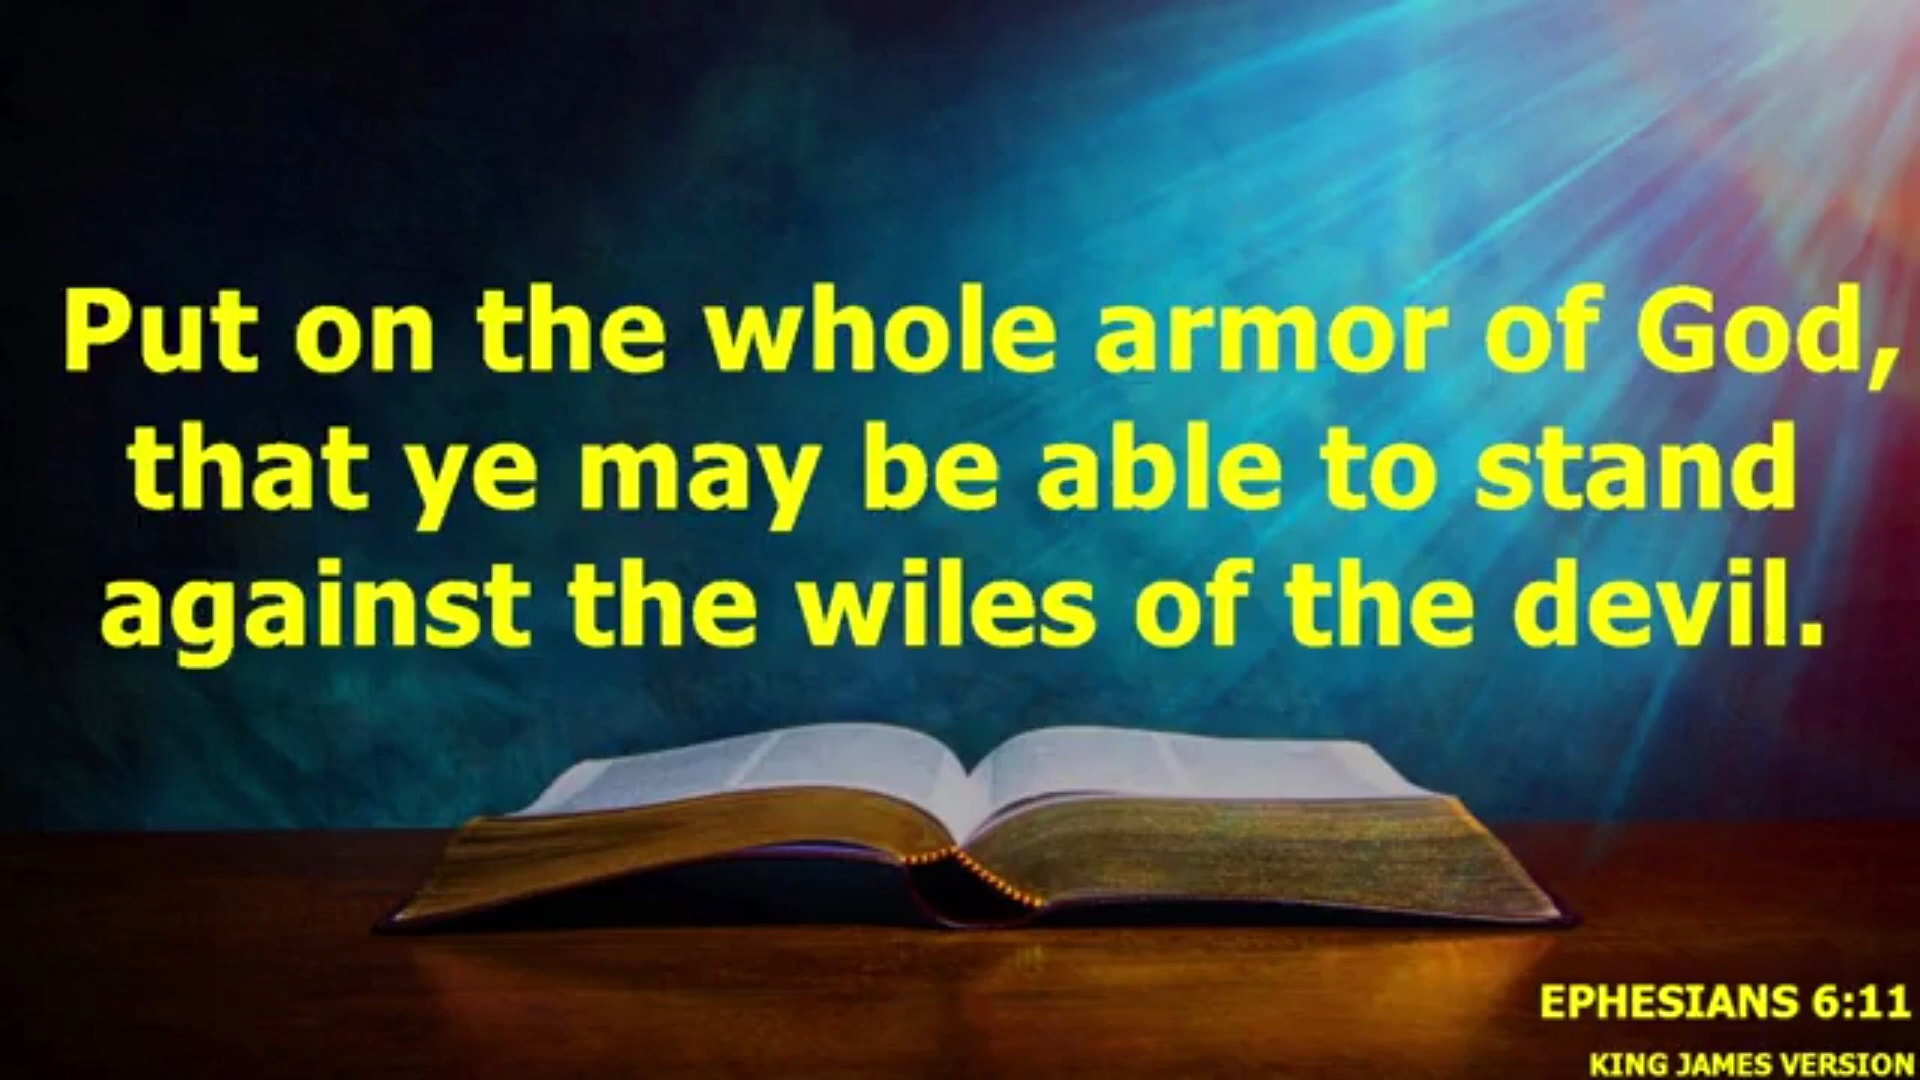 Put on the whole armor of God,
that ye may be able to stand
against the wiles of the devil.
EPHESIANS 6:11
KING JAMES VERSION